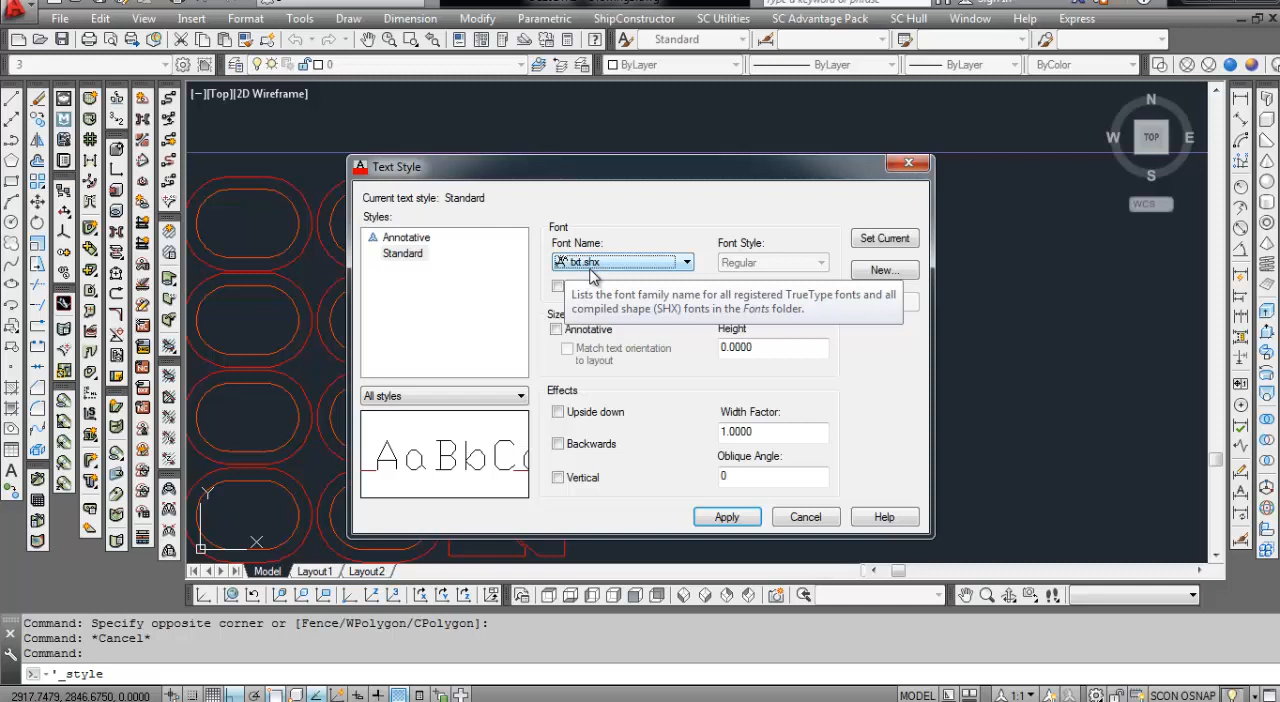 File Edit View Insert Format Tools Draw Dimension Modify Parametric ShipConstructor SC Utilities SC Advantage Pack SC Hull Window Help Express
Standard
3
0
ByLayer
ByLayer
ByLayer
ByColor
[−][Top][2D Wireframe]
N
W TOP E
S
WCS
Text Style
Current text style: Standard
Styles:
Annotative
Standard
All styles
AaBbC
Font
Font Name:
txt.shx
Font Style:
Regular
Lists the font family name for all registered TrueType fonts and all
compiled shape (SHX) fonts in the Fonts folder.
Annotative
Match text orientation
to layout
Height
0.0000
Effects
Upside down
Backwards
Vertical
Width Factor:
1.0000
Oblique Angle:
0
Set Current
New...
Apply Cancel Help
Y
X
Model Layout1 Layout2
Command: Specify opposite corner or [Fence/WPolygon/CPolygon]:
Command: *Cancel*
Command:
'_style
2917.7479, 2846.6750, 0.0000
MODEL
1:1
SCON OSNAP